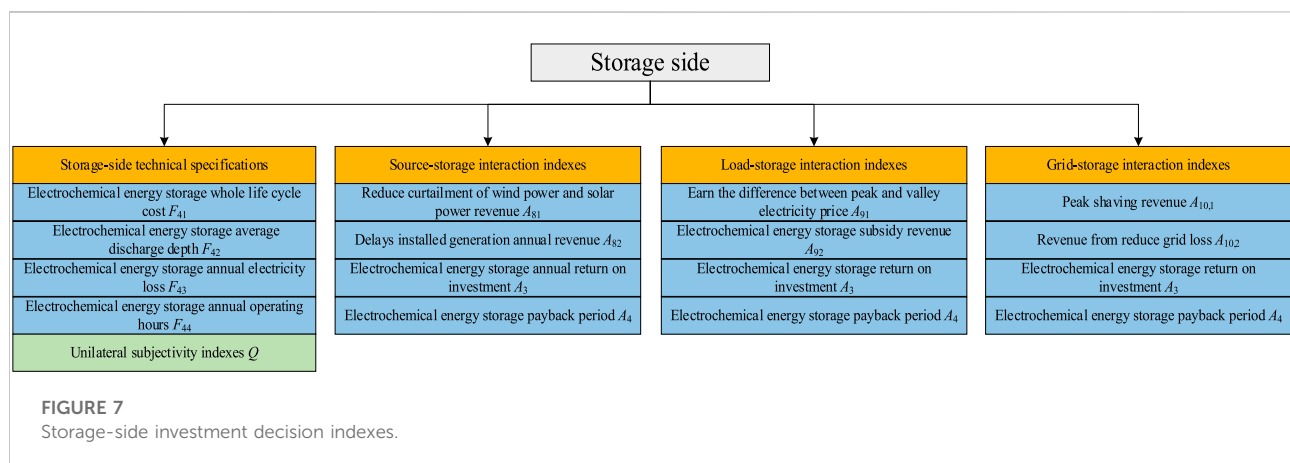 Storage side
Storage-side technical specifications
Electrochemical energy storage whole life cycle
cost F41
Electrochemical energy storage average
discharge depth F42
Electrochemical energy storage annual electricity
loss F43
Electrochemical energy storage annual operating
hours F44
Unilateral subjectivity indexes Q
Source-storage interaction indexes
Reduce curtailment of wind power and solar
power revenue A81
Delays installed generation annual revenue A82
Electrochemical energy storage annual return on
investment A3
Electrochemical energy storage payback period A4
Load-storage interaction indexes
Earn the difference between peak and valley
electricity price A91
Electrochemical energy storage subsidy revenue
A92
Electrochemical energy storage return on
investment A3
Electrochemical energy storage payback period A4
Grid-storage interaction indexes
Peak shaving revenue A10,1
Revenue from reduce grid loss A10,2
Electrochemical energy storage return on
investment A3
Electrochemical energy storage payback period A4
FIGURE 7
Storage-side investment decision indexes.